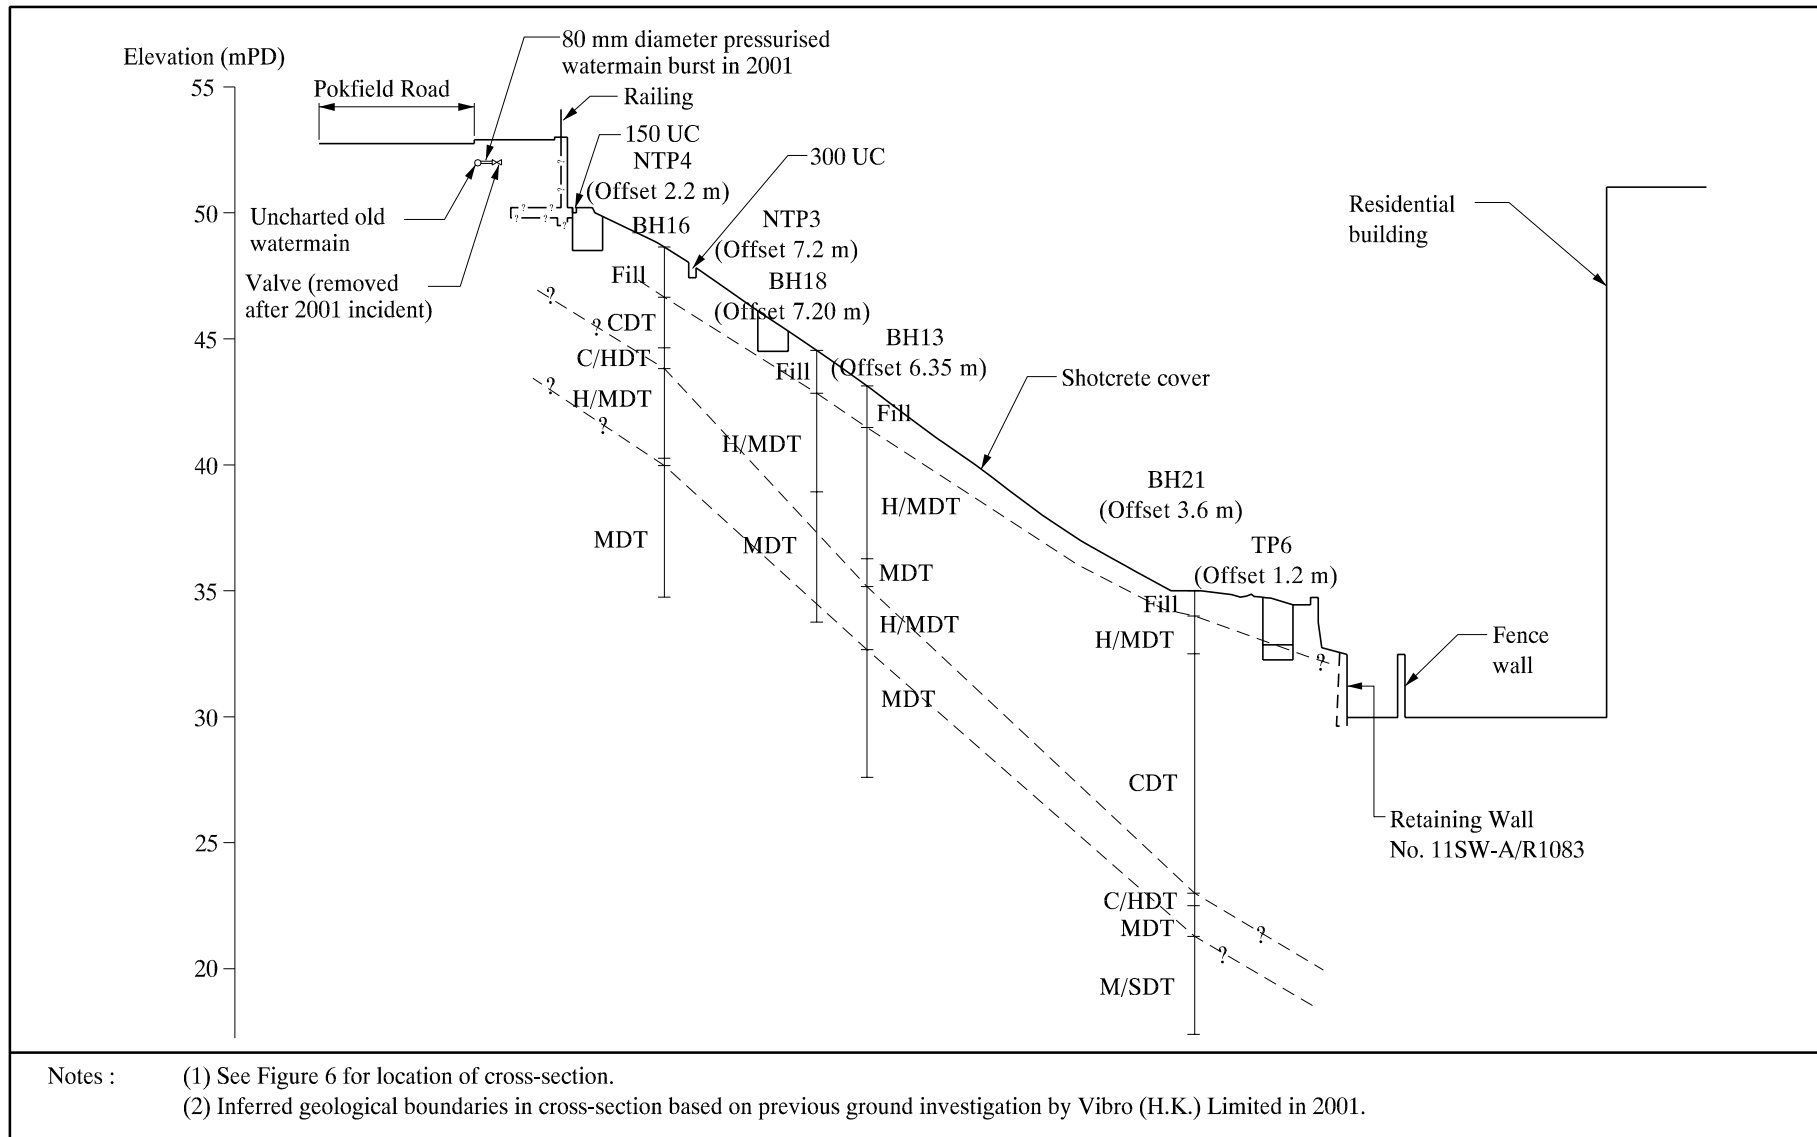 80 mm diameter pressurised
watermain burst in 2001
Elevation (mPD)
55
Pokfield Road
Railing
150 UC
NTP4
(Offset 2.2 m)
300 UC
50
Uncharted old
watermain
BH16
NTP3
(Offset 7.2 m)
Residential
building
Valve (removed
after 2001 incident)
Fill
BH18
(Offset 7.20 m)
?
?
CDT
45
BH13
(Offset 6.35 m)
C/HDT
Fill
Shotcrete cover
?
H/MDT
?
Fill
H/MDT
40
BH21
(Offset 3.6 m)
H/MDT
MDT
MDT
TP6
(Offset 1.2 m)
MDT
35
Fill
H/MDT
H/MDT
?
Fence
wall
MDT
30
CDT
25
Retaining Wall
No. 11SW-A/R1083
C/HDT
MDT
?
?
20
M/SDT
Notes :
(1) See Figure 6 for location of cross-section.
(2) Inferred geological boundaries in cross-section based on previous ground investigation by Vibro (H.K.) Limited in 2001.